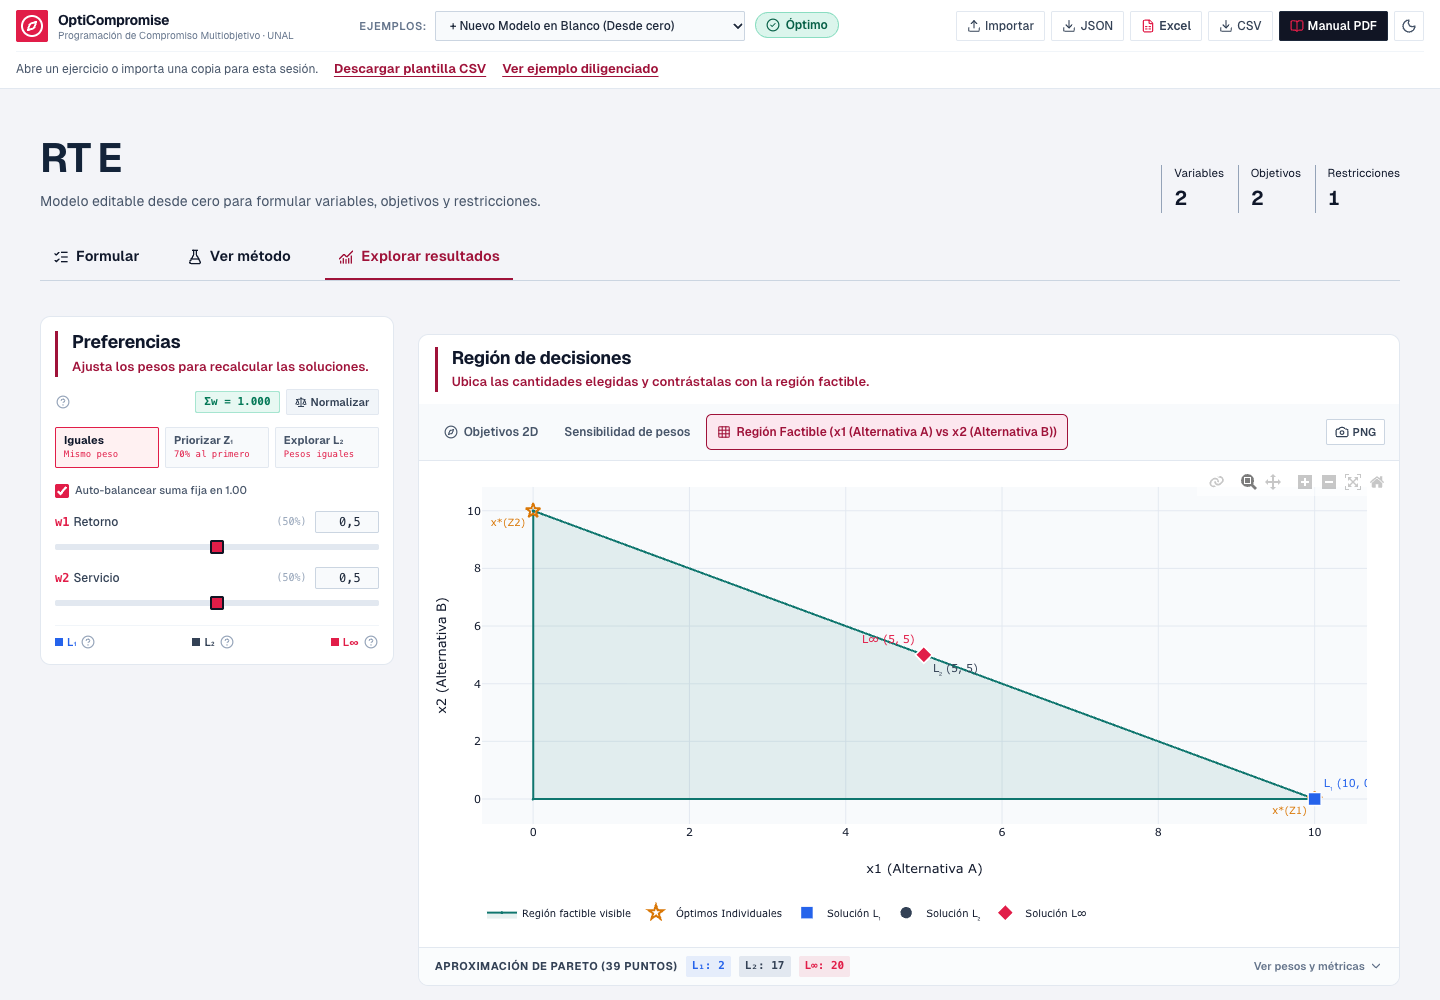 OptiCompromise
Programación de Compromiso Multiobjetivo · UNAL
EJEMPLOS:
+ Nuevo Modelo en Blanco (Desde cero)
Óptimo
Importar
JSON
Excel
CSV
Manual PDF
Abre un ejercicio o importa una copia para esta sesión.
Descargar plantilla CSV
Ver ejemplo diligenciado
RT E
Modelo editable desde cero para formular variables, objetivos y restricciones.
Variables
2
Objetivos
2
Restricciones
1
Formular
Ver método
Explorar resultados
Preferencias
Ajusta los pesos para recalcular las soluciones.
Σw = 1.000
Normalizar
Iguales
Mismo peso
Priorizar Z₁
70% al primero
Explorar L₂
Pesos iguales
Auto-balancear suma fija en 1.00
w1 Retorno
(50%)
0,5
w2 Servicio
(50%)
0,5
L₁
L₂
L∞
Región de decisiones
Ubica las cantidades elegidas y contrástalas con la región factible.
Objetivos 2D
Sensibilidad de pesos
Región Factible (x1 (Alternativa A) vs x2 (Alternativa B))
PNG
x2 (Alternativa B)
10
8
6
4
2
0
x*(Z2)
L∞ (5, 5)
L₂ (5, 5)
L₁ (10, 0
x*(Z1)
0
2
4
6
8
10
x1 (Alternativa A)
Región factible visible
Óptimos Individuales
Solución L₁
Solución L₂
Solución L∞
APROXIMACIÓN DE PARETO (39 PUNTOS)
L₁: 2
L₂: 17
L∞: 20
Ver pesos y métricas